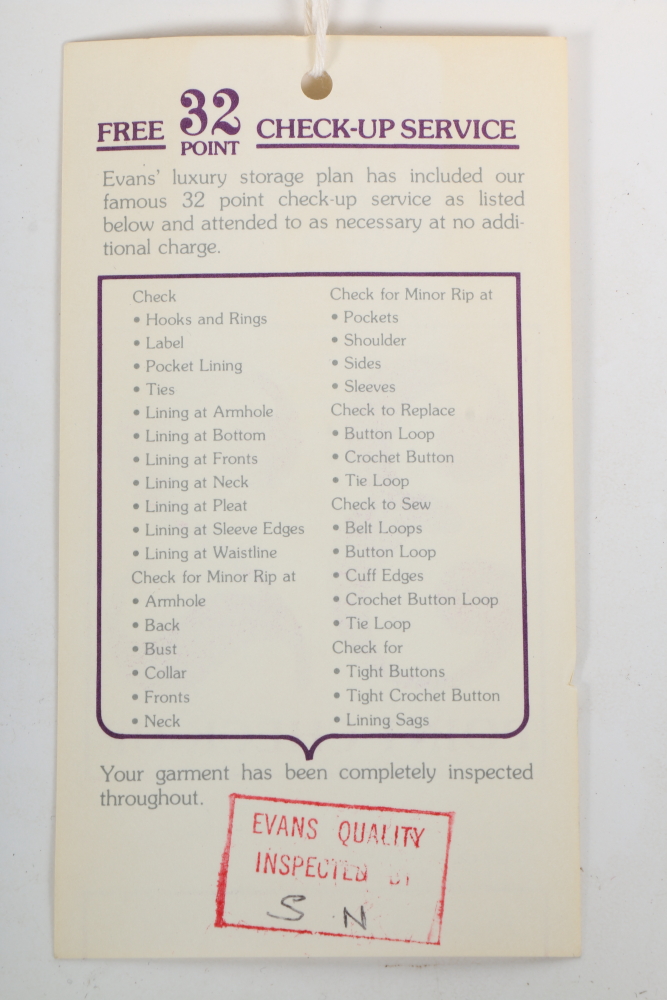 FREE 32 POINT CHECK-UP SERVICE
Evans' luxury storage plan has included our
famous 32 point check-up service as listed
below and attended to as necessary at no addi-
tional charge.
Check
• Hooks and Rings
• Label
• Pocket Lining
• Ties
• Lining at Armhole
• Lining at Bottom
• Lining at Fronts
• Lining at Neck
• Lining at Pleat
• Lining at Sleeve Edges
• Lining at Waistline
Check for Minor Rip at
• Armhole
• Back
• Bust
• Collar
• Fronts
• Neck
Check for Minor Rip at
• Pockets
• Shoulder
• Sides
• Sleeves
Check to Replace
• Button Loop
• Crochet Button
• Tie Loop
Check to Sew
• Belt Loops
• Button Loop
• Cuff Edges
• Crochet Button Loop
• Tie Loop
Check for
• Tight Buttons
• Tight Crochet Button
• Lining Sags
Your garment has been completely inspected
throughout.
EVANS QUALITY
INSPECTED BY
S N